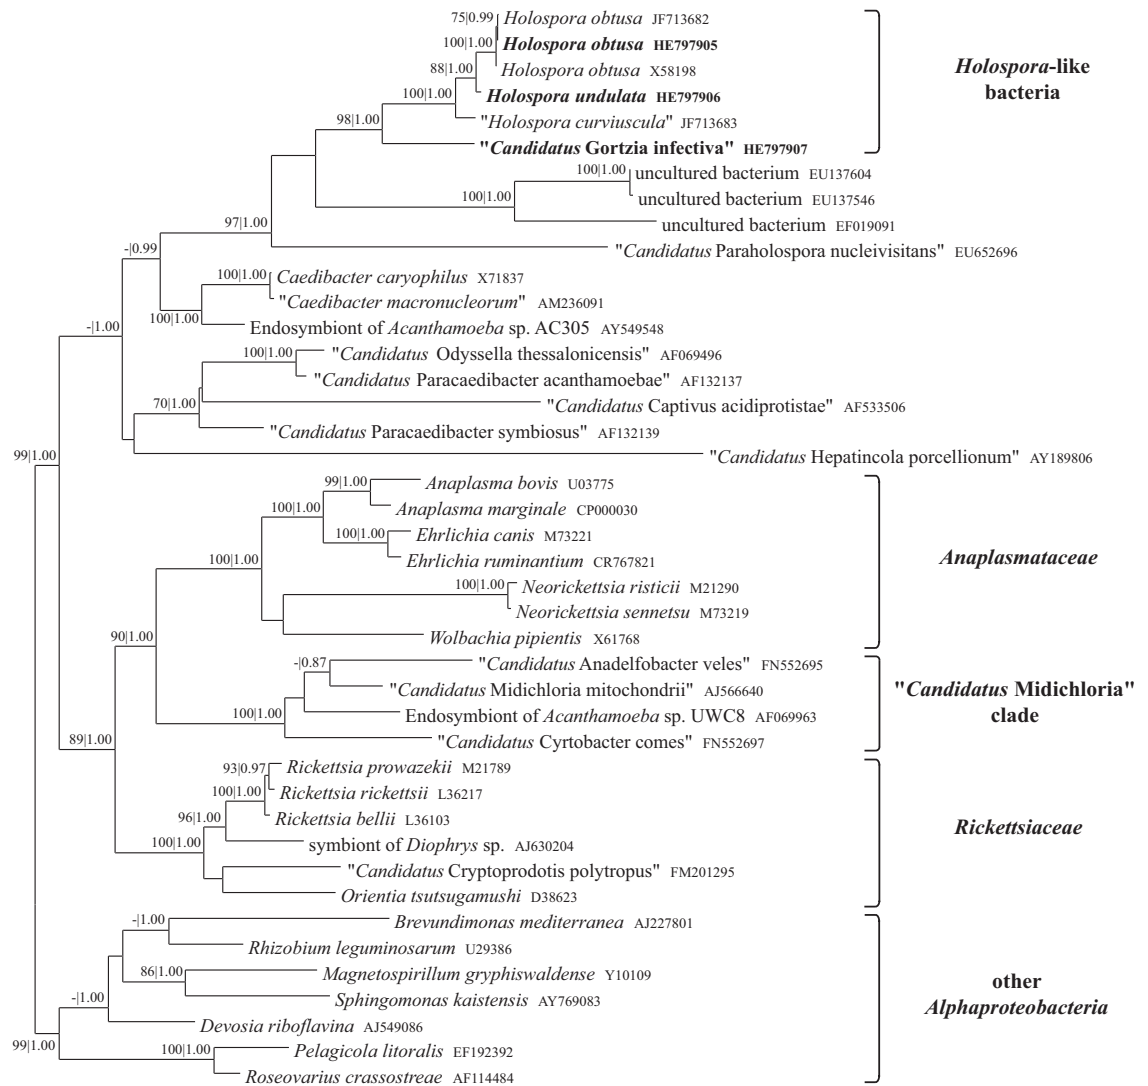 75|0.99
Holospora obtusa JF713682
100|1.00
Holospora obtusa HE797905
88|1.00
Holospora obtusa X58198
100|1.00
Holospora undulata HE797906
98|1.00
"Holospora curviuscula" JF713683
"Candidatus Gortzia infectiva" HE797907
Holospora-like
bacteria
100|1.00
uncultured bacterium EU137604
100|1.00
uncultured bacterium EU137546
uncultured bacterium EF019091
97|1.00
"Candidatus Paraholospora nucleivisitans" EU652696
-|0.99
100|1.00
Caedibacter caryophilus X71837
"Caedibacter macronucleorum" AM236091
100|1.00
Endosymbiont of Acanthamoeba sp. AC305 AY549548
-|1.00
100|1.00
"Candidatus Odyssella thessalonicensis" AF069496
"Candidatus Paracaedibacter acanthamoebae" AF132137
70|1.00
"Candidatus Captivus acidiprotistae" AF533506
"Candidatus Paracaedibacter symbiosus" AF132139
99|1.00
"Candidatus Hepatincola porcellionum" AY189806
99|1.00
Anaplasma bovis U03775
100|1.00
Anaplasma marginale CP000030
100|1.00
Ehrlichia canis M73221
100|1.00
Ehrlichia ruminantium CR767821
100|1.00
Neorickettsia risticii M21290
Neorickettsia sennetsu M73219
90|1.00
Wolbachia pipientis X61768
Anaplasmataceae
-|0.87
"Candidatus Anadelfobacter veles" FN552695
"Candidatus Midichloria mitochondrii" AJ566640
100|1.00
Endosymbiont of Acanthamoeba sp. UWC8 AF069963
"Candidatus Cyrtobacter comes" FN552697
"Candidatus Midichloria"
clade
89|1.00
93|0.97
Rickettsia prowazekii M21789
100|1.00
Rickettsia rickettsii L36217
96|1.00
Rickettsia bellii L36103
100|1.00
symbiont of Diophrys sp. AJ630204
"Candidatus Cryptoprodotis polytropus" FM201295
Orientia tsutsugamushi D38623
Rickettsiaceae
-|1.00
Brevundimonas mediterranea AJ227801
Rhizobium leguminosarum U29386
86|1.00
Magnetospirillum gryphiswaldense Y10109
-|1.00
Sphingomonas kaistensis AY769083
Devosia riboflavina AJ549086
99|1.00
100|1.00
Pelagicola litoralis EF192392
Roseovarius crassostreae AF114484
other
Alphaproteobacteria